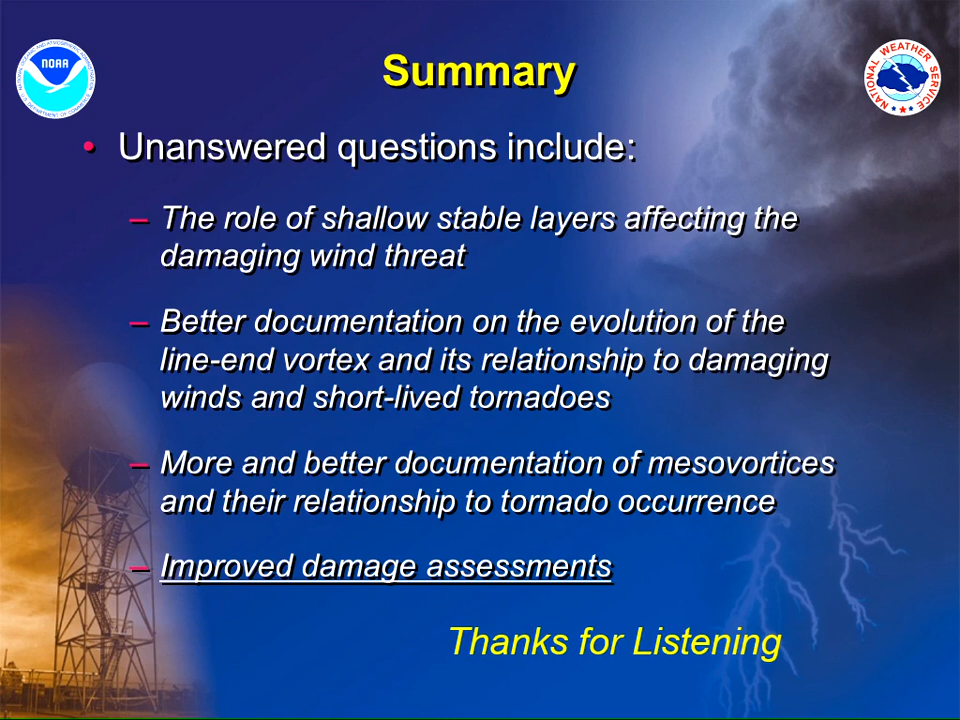 Summary
NOAA
NATIONAL WEATHER SERVICE
• Unanswered questions include:
– The role of shallow stable layers affecting the
damaging wind threat
– Better documentation on the evolution of the
line-end vortex and its relationship to damaging
winds and short-lived tornadoes
– More and better documentation of mesovortices
and their relationship to tornado occurrence
– Improved damage assessments
Thanks for Listening